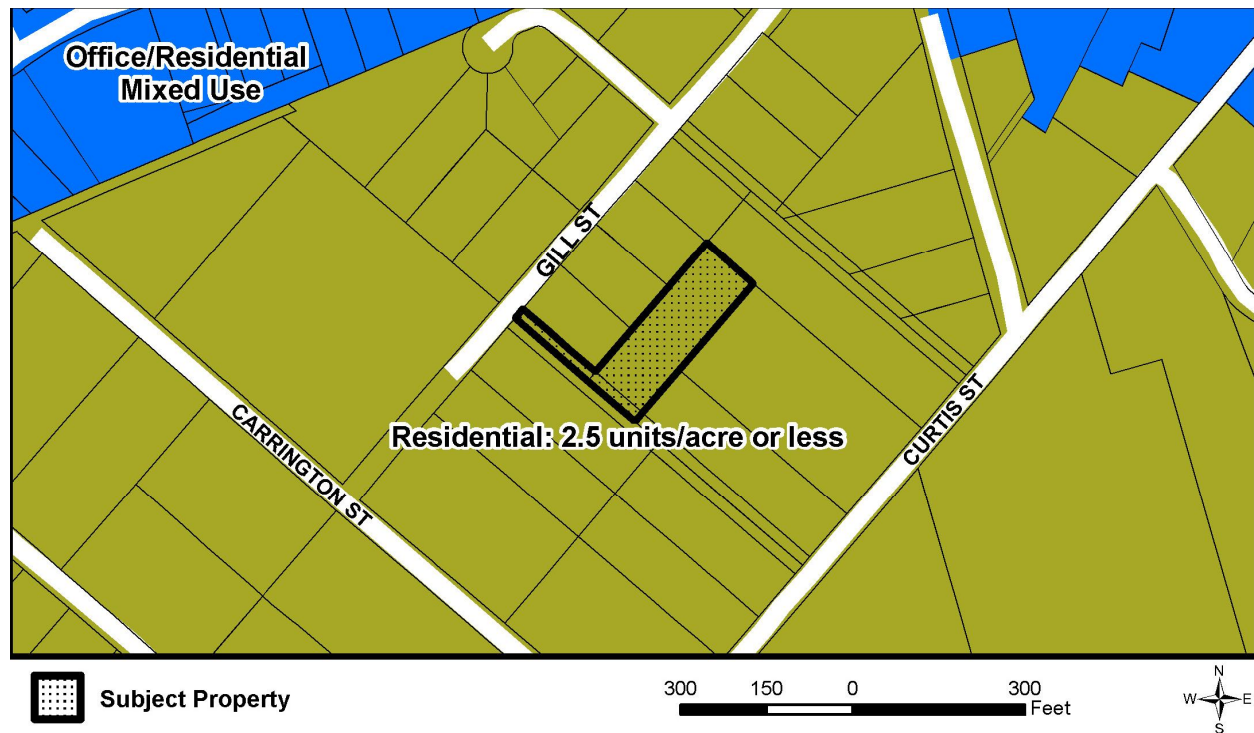 Office/Residential
Mixed Use
GILL ST
CARRINGTON ST
Residential: 2.5 units/acre or less
CURTIS ST
Subject Property
300 150 0 300
Feet
N
W E
S